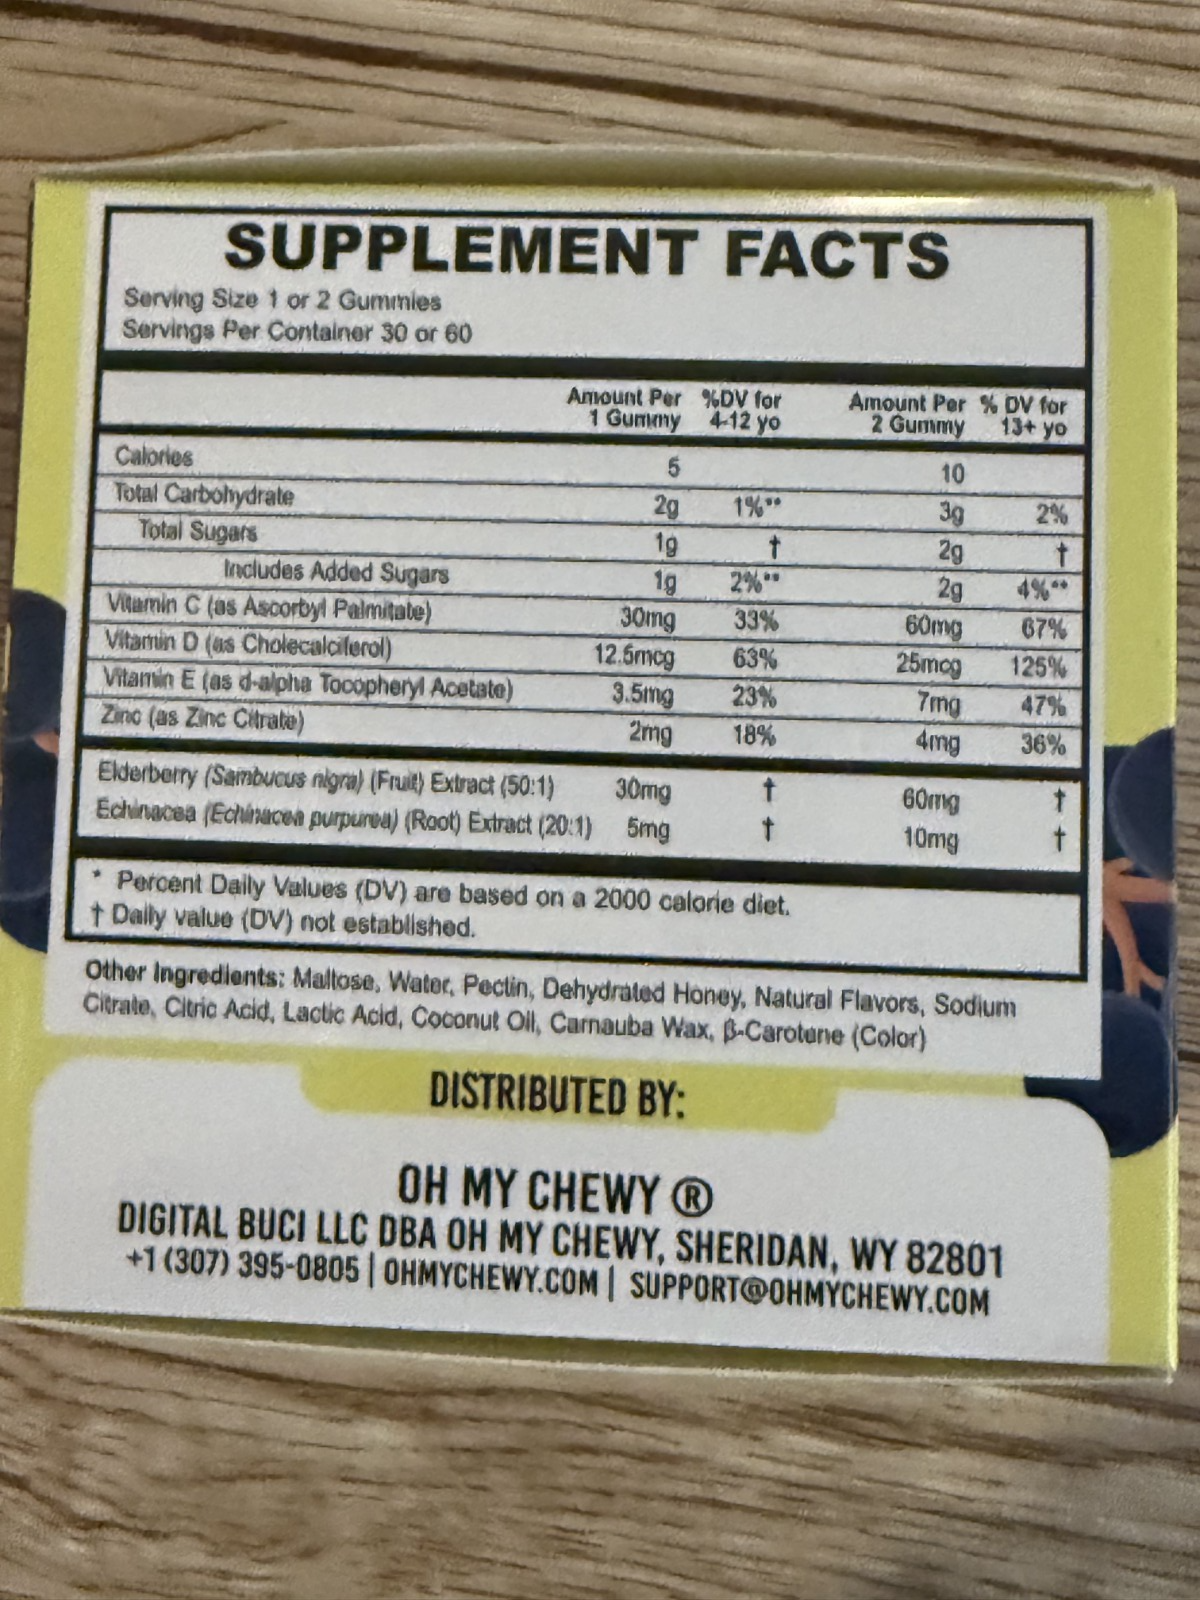 SUPPLEMENT FACTS
Serving Size 1 or 2 Gummies
Servings Per Container 30 or 60
Amount Per 1 Gummy %DV for 4-12 yo Amount Per 2 Gummy % DV for 13+ yo
Calories 5 10
Total Carbohydrate 2g 1%** 3g 2%
Total Sugars 1g † 2g †
Includes Added Sugars 1g 2%** 2g 4%**
Vitamin C (as Ascorbyl Palmitate) 30mg 33% 60mg 67%
Vitamin D (as Cholecalciferol) 12.5mcg 63% 25mcg 125%
Vitamin E (as d-alpha Tocopheryl Acetate) 3.5mg 23% 7mg 47%
Zinc (as Zinc Citrate) 2mg 18% 4mg 36%
Elderberry (Sambucus nigra) (Fruit) Extract (50:1) 30mg † 60mg †
Echinacea (Echinacea purpurea) (Root) Extract (20:1) 5mg † 10mg †
* Percent Daily Values (DV) are based on a 2000 calorie diet.
† Daily value (DV) not established.
Other Ingredients: Maltose, Water, Pectin, Dehydrated Honey, Natural Flavors, Sodium
Citrate, Citric Acid, Lactic Acid, Coconut Oil, Carnauba Wax, β-Carotene (Color)
DISTRIBUTED BY:
OH MY CHEWY ®
DIGITAL BUCI LLC DBA OH MY CHEWY, SHERIDAN, WY 82801
+1 (307) 395-0805 | OHMYCHEWY.COM | SUPPORT@OHMYCHEWY.COM